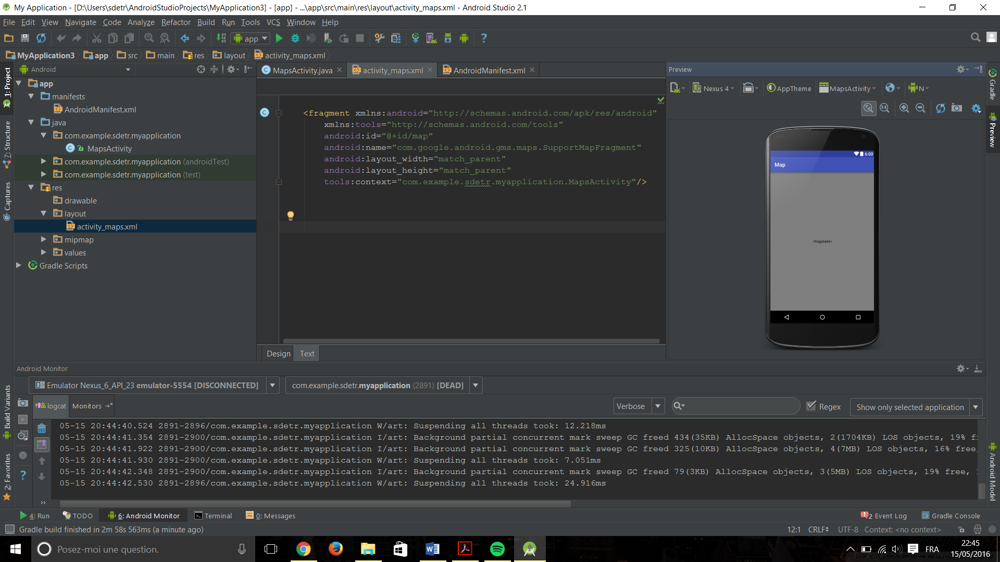 My Application - [D:\Users\sdetr\AndroidStudioProjects\MyApplication3] - [app] - ...\app\src\main\res\layout\activity_maps.xml - Android Studio 2.1
File Edit View Navigate Code Analyze Refactor Build Run Tools VCS Window Help
app
MyApplication3 app src main res layout activity_maps.xml
1: Project
7: Structure
Captures
Build Variants
2: Favorites
Android
app
manifests
AndroidManifest.xml
java
com.example.sdetr.myapplication
MapsActivity
com.example.sdetr.myapplication (androidTest)
com.example.sdetr.myapplication (test)
res
drawable
layout
activity_maps.xml
mipmap
values
Gradle Scripts
MapsActivity.java activity_maps.xml AndroidManifest.xml
<fragment xmlns:android="http://schemas.android.com/apk/res/android"
xmlns:tools="http://schemas.android.com/tools"
android:id="@+id/map"
android:name="com.google.android.gms.maps.SupportMapFragment"
android:layout_width="match_parent"
android:layout_height="match_parent"
tools:context="com.example.sdetr.myapplication.MapsActivity"/>
Design Text
Preview
Nexus 4 AppTheme MapsActivity N
1:1
6:00
Map
<fragment>
Gradle
Preview
Android Model
Android Monitor
Emulator Nexus_6_API_23 emulator-5554 [DISCONNECTED] com.example.sdetr.myapplication (2891) [DEAD]
logcat Monitors Verbose Regex Show only selected application
05-15 20:44:40.524 2891-2896/com.example.sdetr.myapplication W/art: Suspending all threads took: 12.218ms
05-15 20:44:41.354 2891-2900/com.example.sdetr.myapplication I/art: Background partial concurrent mark sweep GC freed 434(35KB) AllocSpace objects, 2(1704KB) LOS objects, 19% f
05-15 20:44:41.922 2891-2900/com.example.sdetr.myapplication I/art: Background partial concurrent mark sweep GC freed 325(10KB) AllocSpace objects, 4(7MB) LOS objects, 16% free,
05-15 20:44:41.930 2891-2900/com.example.sdetr.myapplication W/art: Suspending all threads took: 7.051ms
05-15 20:44:42.348 2891-2900/com.example.sdetr.myapplication I/art: Background partial concurrent mark sweep GC freed 79(3KB) AllocSpace objects, 3(5MB) LOS objects, 19% free,
05-15 20:44:42.530 2891-2896/com.example.sdetr.myapplication W/art: Suspending all threads took: 24.916ms
4: Run TODO 6: Android Monitor Terminal 0: Messages 2 Event Log Gradle Console
Gradle build finished in 2m 58s 563ms (a minute ago) 12:1 CRLF UTF-8 Context: <no context>
Posez-moi une question. FRA
22:45
15/05/2016